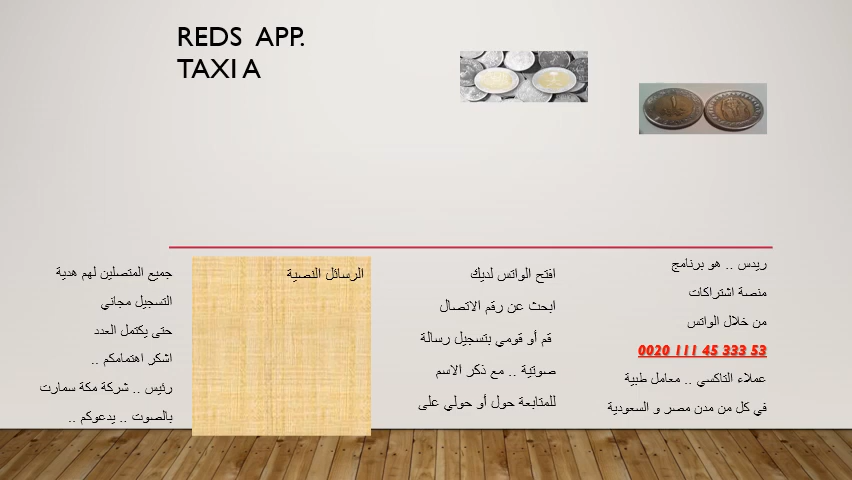 REDS APP.
TAXI A
ريدس .. هو برنامج
منصة اشتراكات
من خلال الواتس
0020 111 45 333 53
عملاء التاكسي .. معامل طبية
في كل من مدن مصر و السعودية
افتح الواتس لديك
ابحث عن رقم الاتصال
قم أو قومي بتسجيل رسالة
صوتية .. مع ذكر الاسم
للمتابعة حول أو حولي على
الرسائل النصية
جميع المتصلين لهم هدية
التسجيل مجاني
حتى يكتمل العدد
اشكر اهتمامكم ..
رئيس .. شركة مكة سمارت
بالصوت .. يدعوكم ..